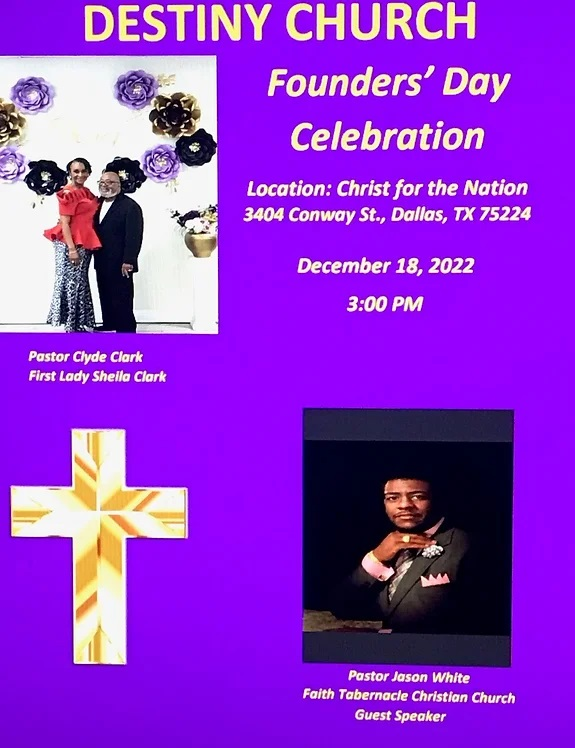 DESTINY CHURCH
Founders' Day
Celebration
Location: Christ for the Nation
3404 Conway St., Dallas, TX 75224
December 18, 2022
3:00 PM
Pastor Clyde Clark
First Lady Sheila Clark
Pastor Jason White
Faith Tabernacle Christian Church
Guest Speaker